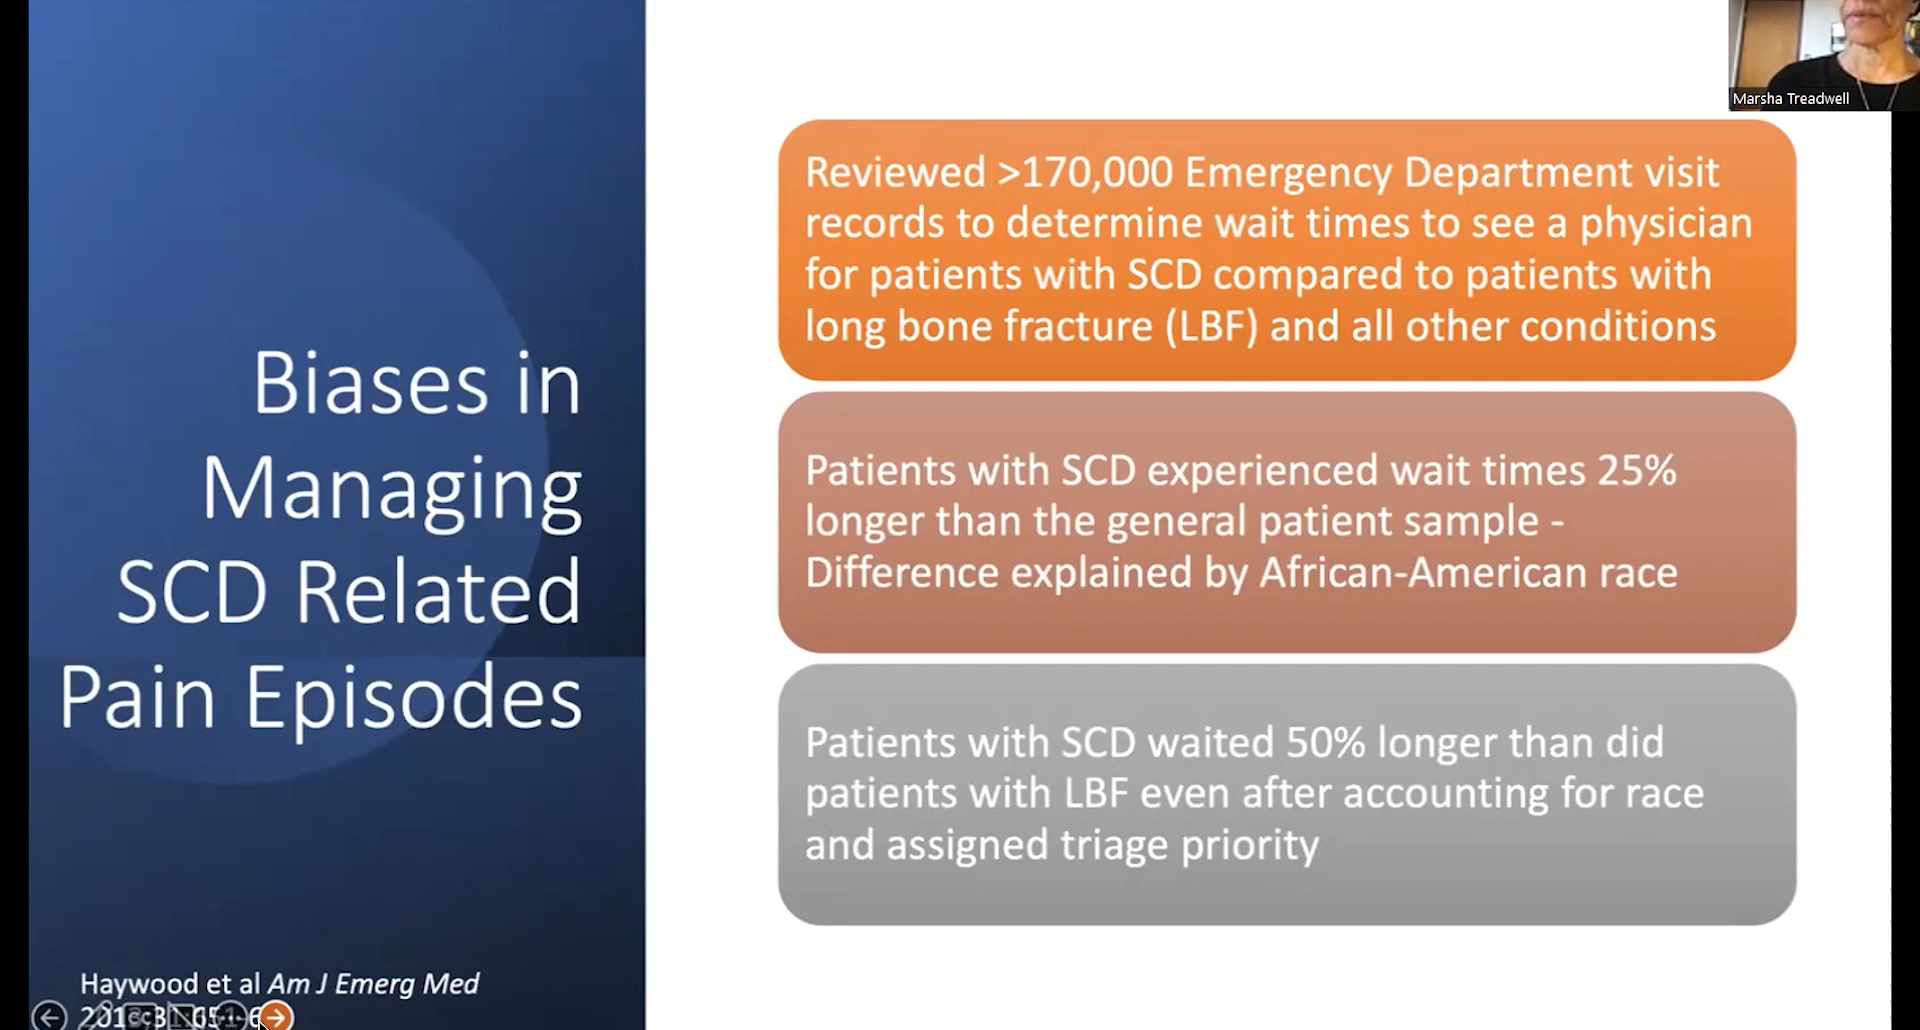 Biases in
Managing
SCD Related
Pain Episodes
Haywood et al Am J Emerg Med
Marsha Treadwell
Reviewed >170,000 Emergency Department visit
records to determine wait times to see a physician
for patients with SCD compared to patients with
long bone fracture (LBF) and all other conditions
Patients with SCD experienced wait times 25%
longer than the general patient sample -
Difference explained by African-American race
Patients with SCD waited 50% longer than did
patients with LBF even after accounting for race
and assigned triage priority